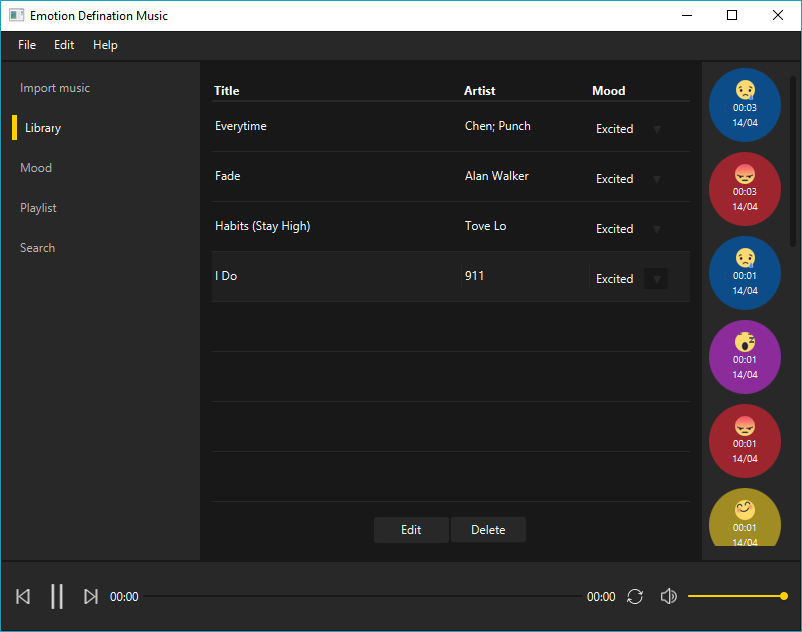 Emotion Defination Music
File Edit Help
Import music
Library
Mood
Playlist
Search
Title Artist Mood
Everytime Chen; Punch Excited
Fade Alan Walker Excited
Habits (Stay High) Tove Lo Excited
I Do 911 Excited
Edit Delete
00:03
14/04
00:03
14/04
00:01
14/04
00:01
14/04
00:01
14/04
00:01
14/04
00:00 00:00